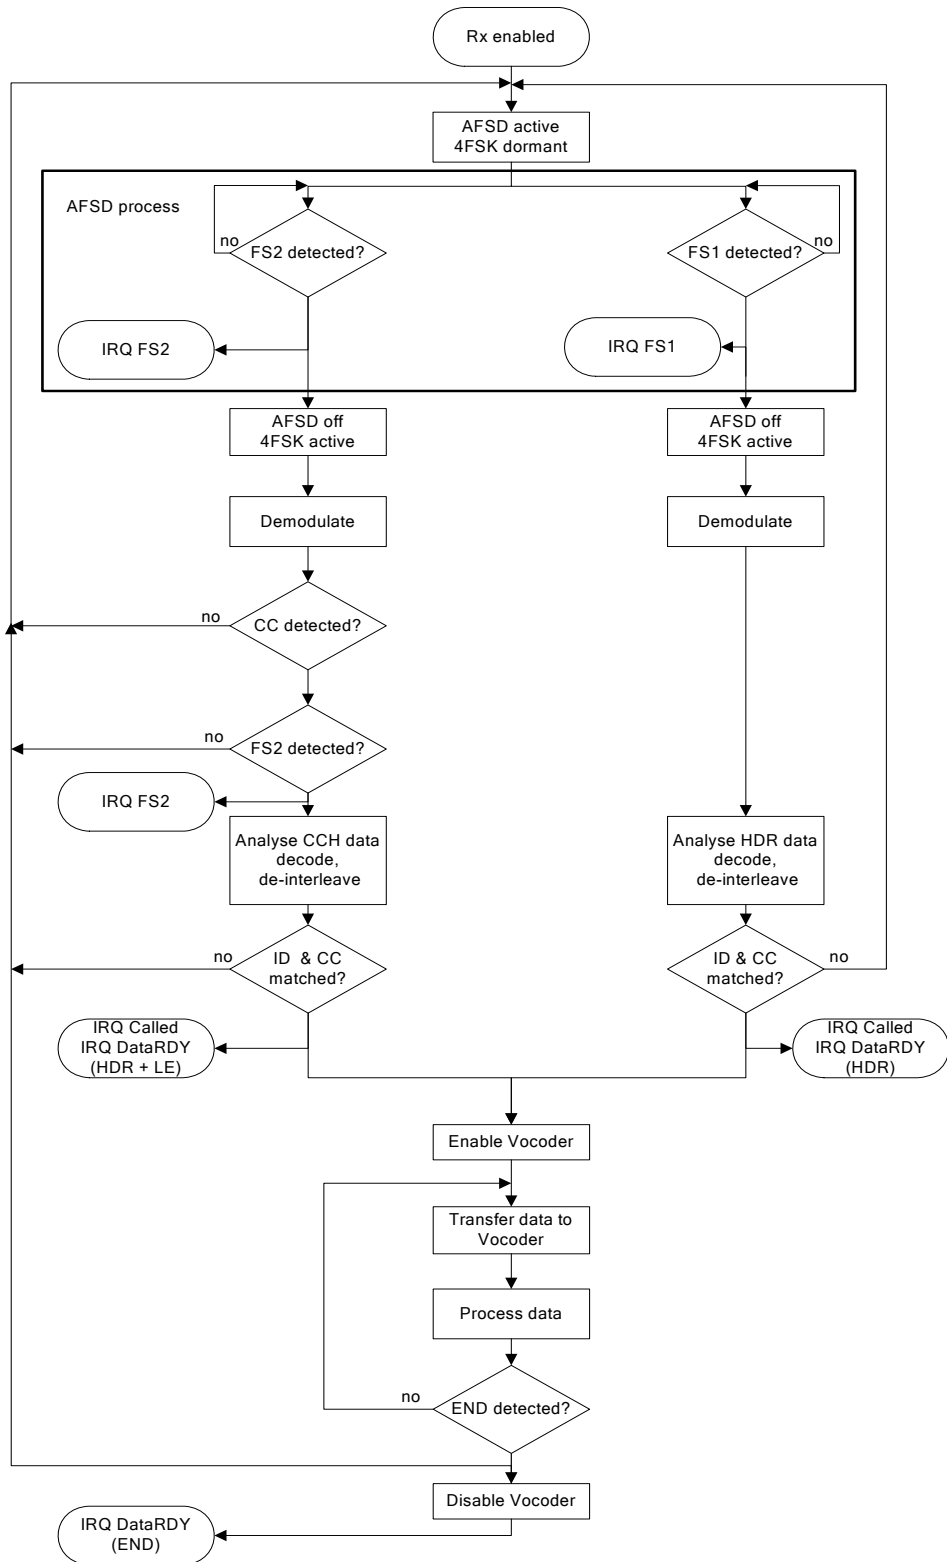 Rx enabled
AFSD active
4FSK dormant
AFSD process
no
FS2 detected?
FS1 detected?
no
IRQ FS2
IRQ FS1
AFSD off
4FSK active
AFSD off
4FSK active
Demodulate
Demodulate
no
CC detected?
no
FS2 detected?
IRQ FS2
Analyse CCH data
decode,
de-interleave
Analyse HDR data
decode,
de-interleave
no
ID & CC
matched?
ID & CC
matched?
no
IRQ Called
IRQ DataRDY
(HDR + LE)
IRQ Called
IRQ DataRDY
(HDR)
Enable Vocoder
Transfer data to
Vocoder
Process data
no
END detected?
Disable Vocoder
IRQ DataRDY
(END)